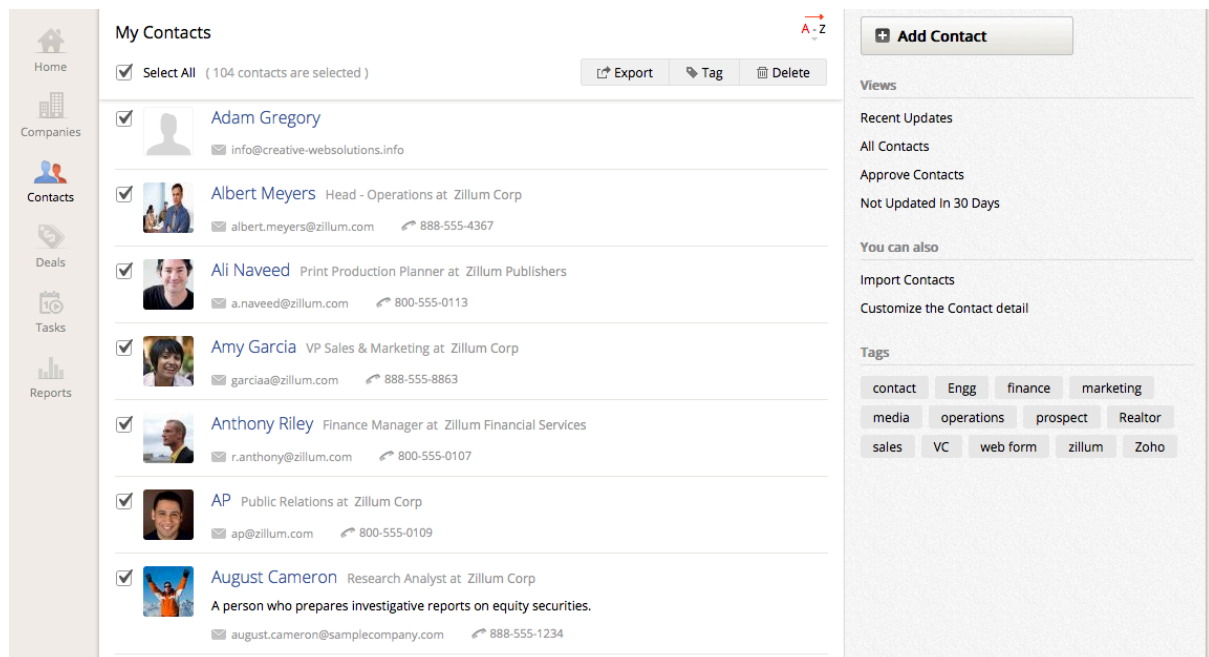 Home
Companies
Contacts
Deals
Tasks
Reports
My Contacts
A - Z
Select All ( 104 contacts are selected )
Export Tag Delete
Adam Gregory
info@creative-websolutions.info
Albert Meyers Head - Operations at Zillum Corp
albert.meyers@zillum.com 888-555-4367
Ali Naveed Print Production Planner at Zillum Publishers
a.naveed@zillum.com 800-555-0113
Amy Garcia VP Sales & Marketing at Zillum Corp
garciaa@zillum.com 888-555-8863
Anthony Riley Finance Manager at Zillum Financial Services
r.anthony@zillum.com 800-555-0107
AP Public Relations at Zillum Corp
ap@zillum.com 800-555-0109
August Cameron Research Analyst at Zillum Corp
A person who prepares investigative reports on equity securities.
august.cameron@samplecompany.com 888-555-1234
Add Contact
Views
Recent Updates
All Contacts
Approve Contacts
Not Updated In 30 Days
You can also
Import Contacts
Customize the Contact detail
Tags
contact Engg finance marketing
media operations prospect Realtor
sales VC web form zillum Zoho